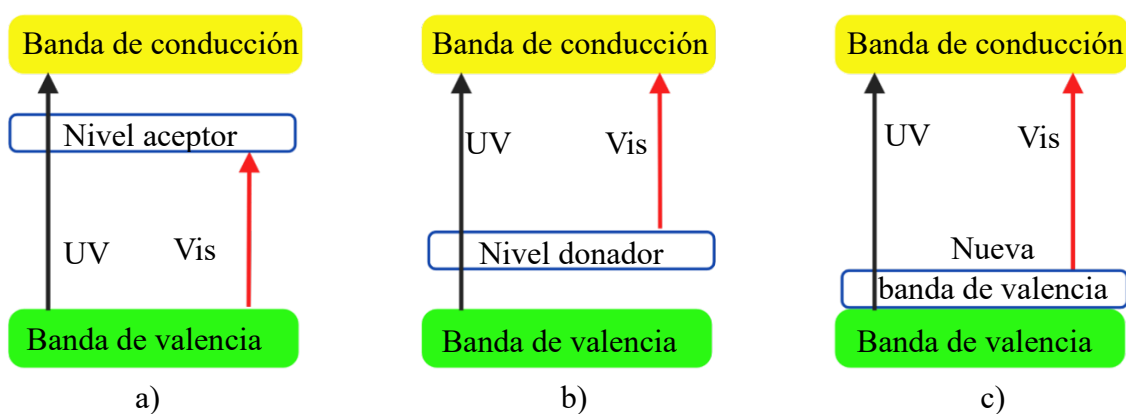 Banda de conducción
Nivel aceptor
UV
Vis
Banda de valencia
a)
Banda de conducción
UV
Vis
Nivel donador
Banda de valencia
b)
Banda de conducción
UV
Vis
Nueva
banda de valencia
Banda de valencia
c)